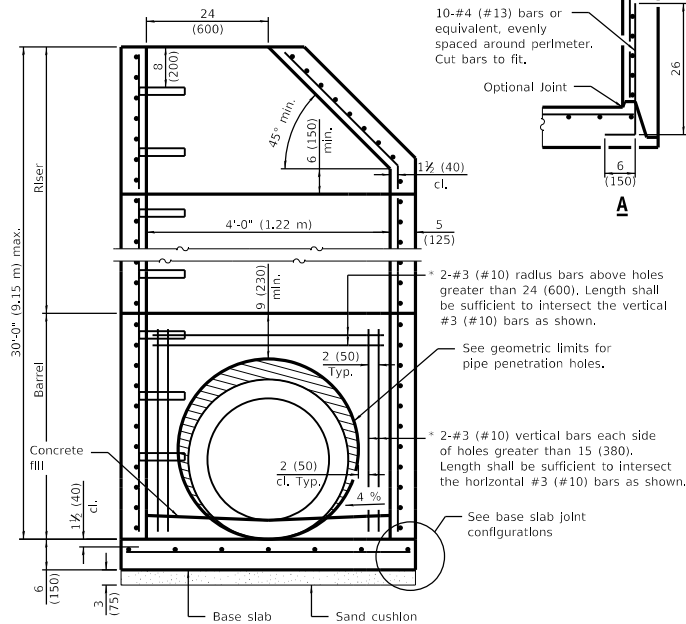 24
(600)
10-#4 (#13) bars or
equivalent, evenly
spaced around perimeter.
Cut bars to fit.
26
8
(200)
Optional Joint
45° min.
6 (150)
min.
1½ (40)
cl.
6
(150)
A
Riser
4'-0" (1.22 m)
5
(125)
30'-0" (9.15 m) max.
9 (230)
min.
* 2-#3 (#10) radius bars above holes
greater than 24 (600). Length shall
be sufficient to intersect the vertical
#3 (#10) bars as shown.
2 (50)
Typ.
See geometric limits for
pipe penetration holes.
Barrel
Concrete
fill
* 2-#3 (#10) vertical bars each side
of holes greater than 15 (380).
Length shall be sufficient to intersect
the horizontal #3 (#10) bars as shown.
2 (50)
cl. Typ.
4 %
1½ (40)
cl.
See base slab joint
configurations
6
(150)
3
(75)
Base slab
Sand cushion